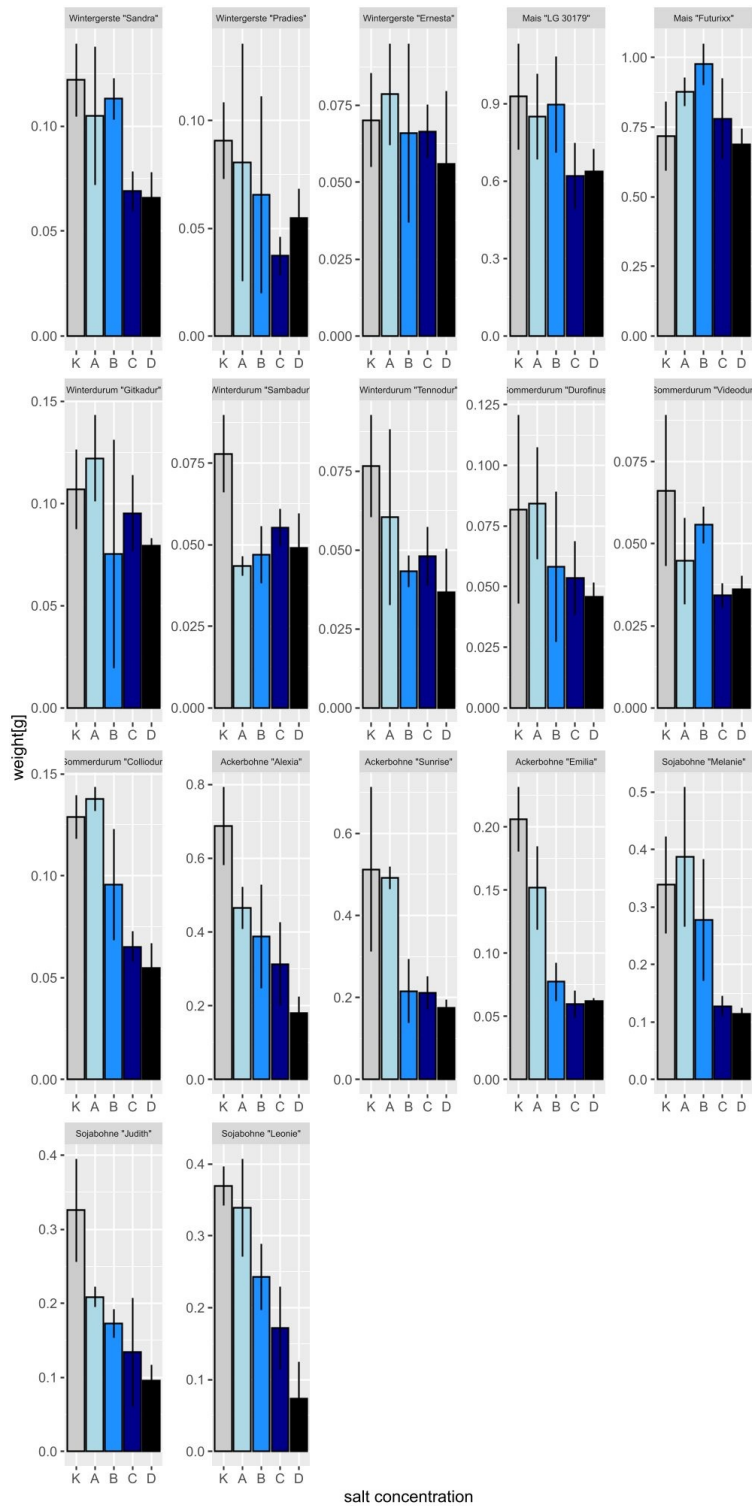 weight[g]
Wintergerste "Sandra"
0.10
0.05
0.00
K A B C D
Wintergerste "Pradies"
0.10
0.05
0.00
K A B C D
Wintergerste "Ernesta"
0.075
0.050
0.025
0.000
K A B C D
Mais "LG 30179"
0.9
0.6
0.3
0.0
K A B C D
Mais "Futurixx"
1.00
0.75
0.50
0.25
0.00
K A B C D
Winterdurum "Gitkadur"
0.15
0.10
0.05
0.00
K A B C D
Winterdurum "Sambadur"
0.075
0.050
0.025
0.000
K A B C D
Winterdurum "Tennodur"
0.075
0.050
0.025
0.000
K A B C D
Sommerdurum "Durofinus
0.125
0.100
0.075
0.050
0.025
0.000
K A B C D
Sommerdurum "Videodur
0.075
0.050
0.025
0.000
K A B C D
Sommerdurum "Colliodur
0.15
0.10
0.05
0.00
K A B C D
Ackerbohne "Alexia"
0.8
0.6
0.4
0.2
0.0
K A B C D
Ackerbohne "Sunrise"
0.6
0.4
0.2
0.0
K A B C D
Ackerbohne "Emilia"
0.20
0.15
0.10
0.05
0.00
K A B C D
Sojabohne "Melanie"
0.5
0.4
0.3
0.2
0.1
0.0
K A B C D
Sojabohne "Judith"
0.4
0.3
0.2
0.1
0.0
K A B C D
Sojabohne "Leonie"
0.4
0.3
0.2
0.1
0.0
K A B C D
salt concentration